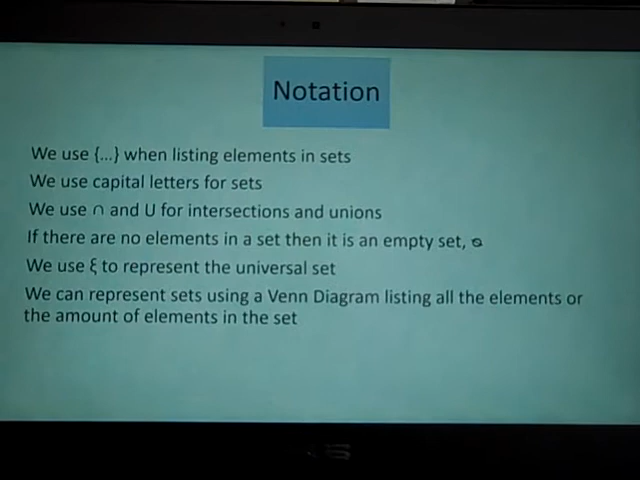 Notation
We use {...} when listing elements in sets
We use capital letters for sets
We use ∩ and U for intersections and unions
If there are no elements in a set then it is an empty set, ⦰
We use ξ to represent the universal set
We can represent sets using a Venn Diagram listing all the elements or
the amount of elements in the set